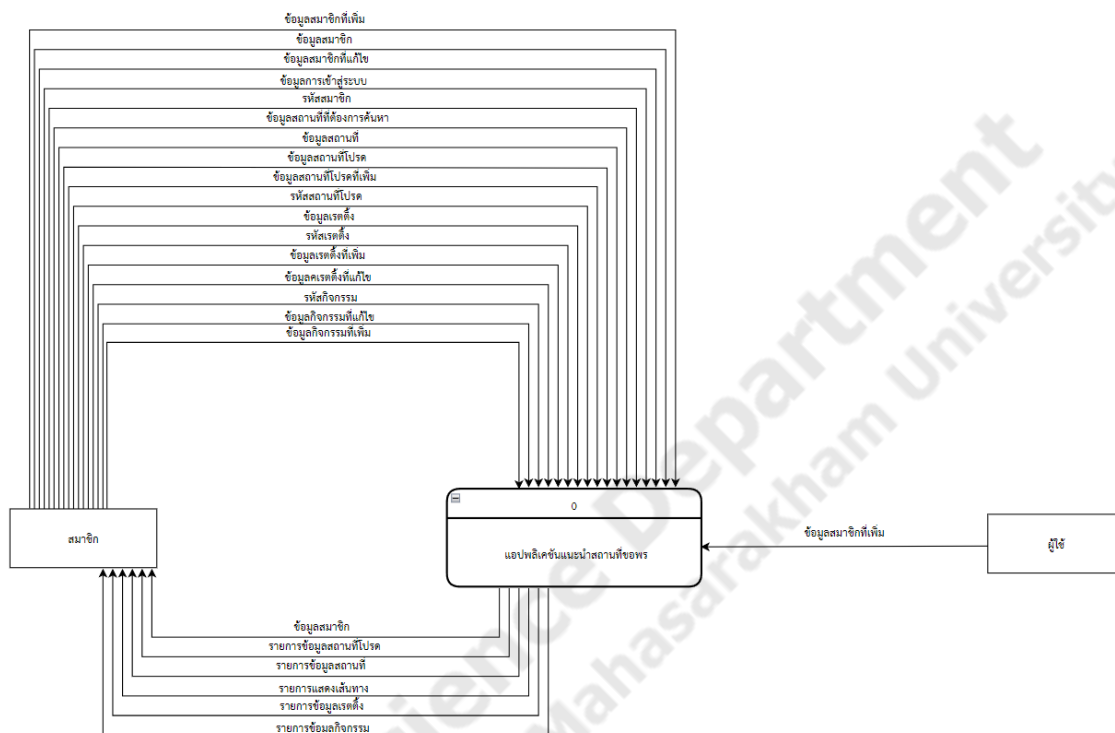 ข้อมูลสมาชิกที่เพิ่ม
ข้อมูลสมาชิก
ข้อมูลสมาชิกที่แก้ไข
ข้อมูลการเข้าสู่ระบบ
รหัสสมาชิก
ข้อมูลสถานที่ที่ต้องการค้นหา
ข้อมูลสถานที่
ข้อมูลสถานที่โปรด
ข้อมูลสถานที่โปรดที่เพิ่ม
รหัสสถานที่โปรด
ข้อมูลเรตติ้ง
รหัสเรตติ้ง
ข้อมูลเรตติ้งที่เพิ่ม
ข้อมูลคเรตติ้งที่แก้ไข
รหัสกิจกรรม
ข้อมูลกิจกรรมที่แก้ไข
ข้อมูลกิจกรรมที่เพิ่ม
0
สมาชิก
แอปพลิเคชันแนะนำสถานที่ขอพร
ข้อมูลสมาชิกที่เพิ่ม
ผู้ใช้
ข้อมูลสมาชิก
รายการข้อมูลสถานที่โปรด
รายการข้อมูลสถานที่
รายการแสดงเส้นทาง
รายการข้อมูลเรตติ้ง
รายการข้อมูลกิจกรรม
ience Department
Mahasarakham University